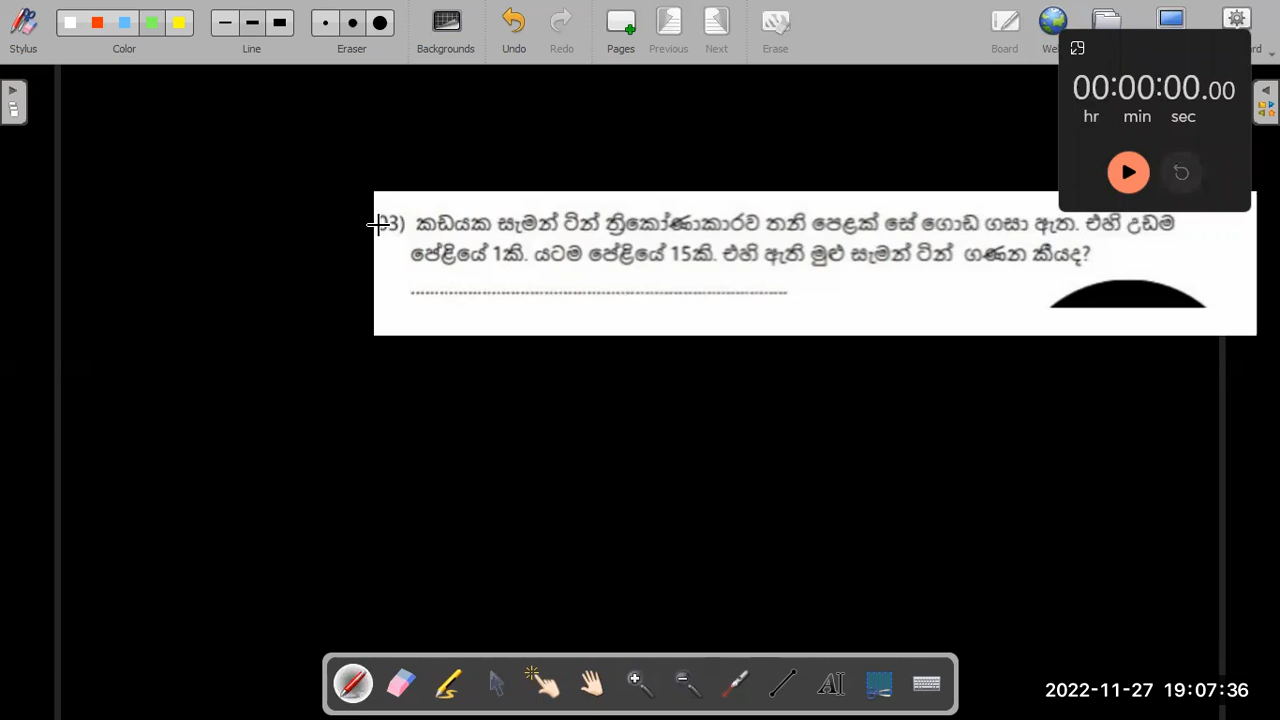 Stylus Color Line Eraser Backgrounds Undo Redo Pages Previous Next Erase Board
00:00:00.00
hr min sec
3) කඩයක සැමන් ටින් ත්‍රිකෝණාකාරව තනි පෙළක් සේ ගොඩ ගසා ඇත. එහි උඩම
පේළියේ 1කි. යටම පේළියේ 15කි. එහි ඇති මුළු සැමන් ටින් ගණන කීයද?
2022-11-27 19:07:36